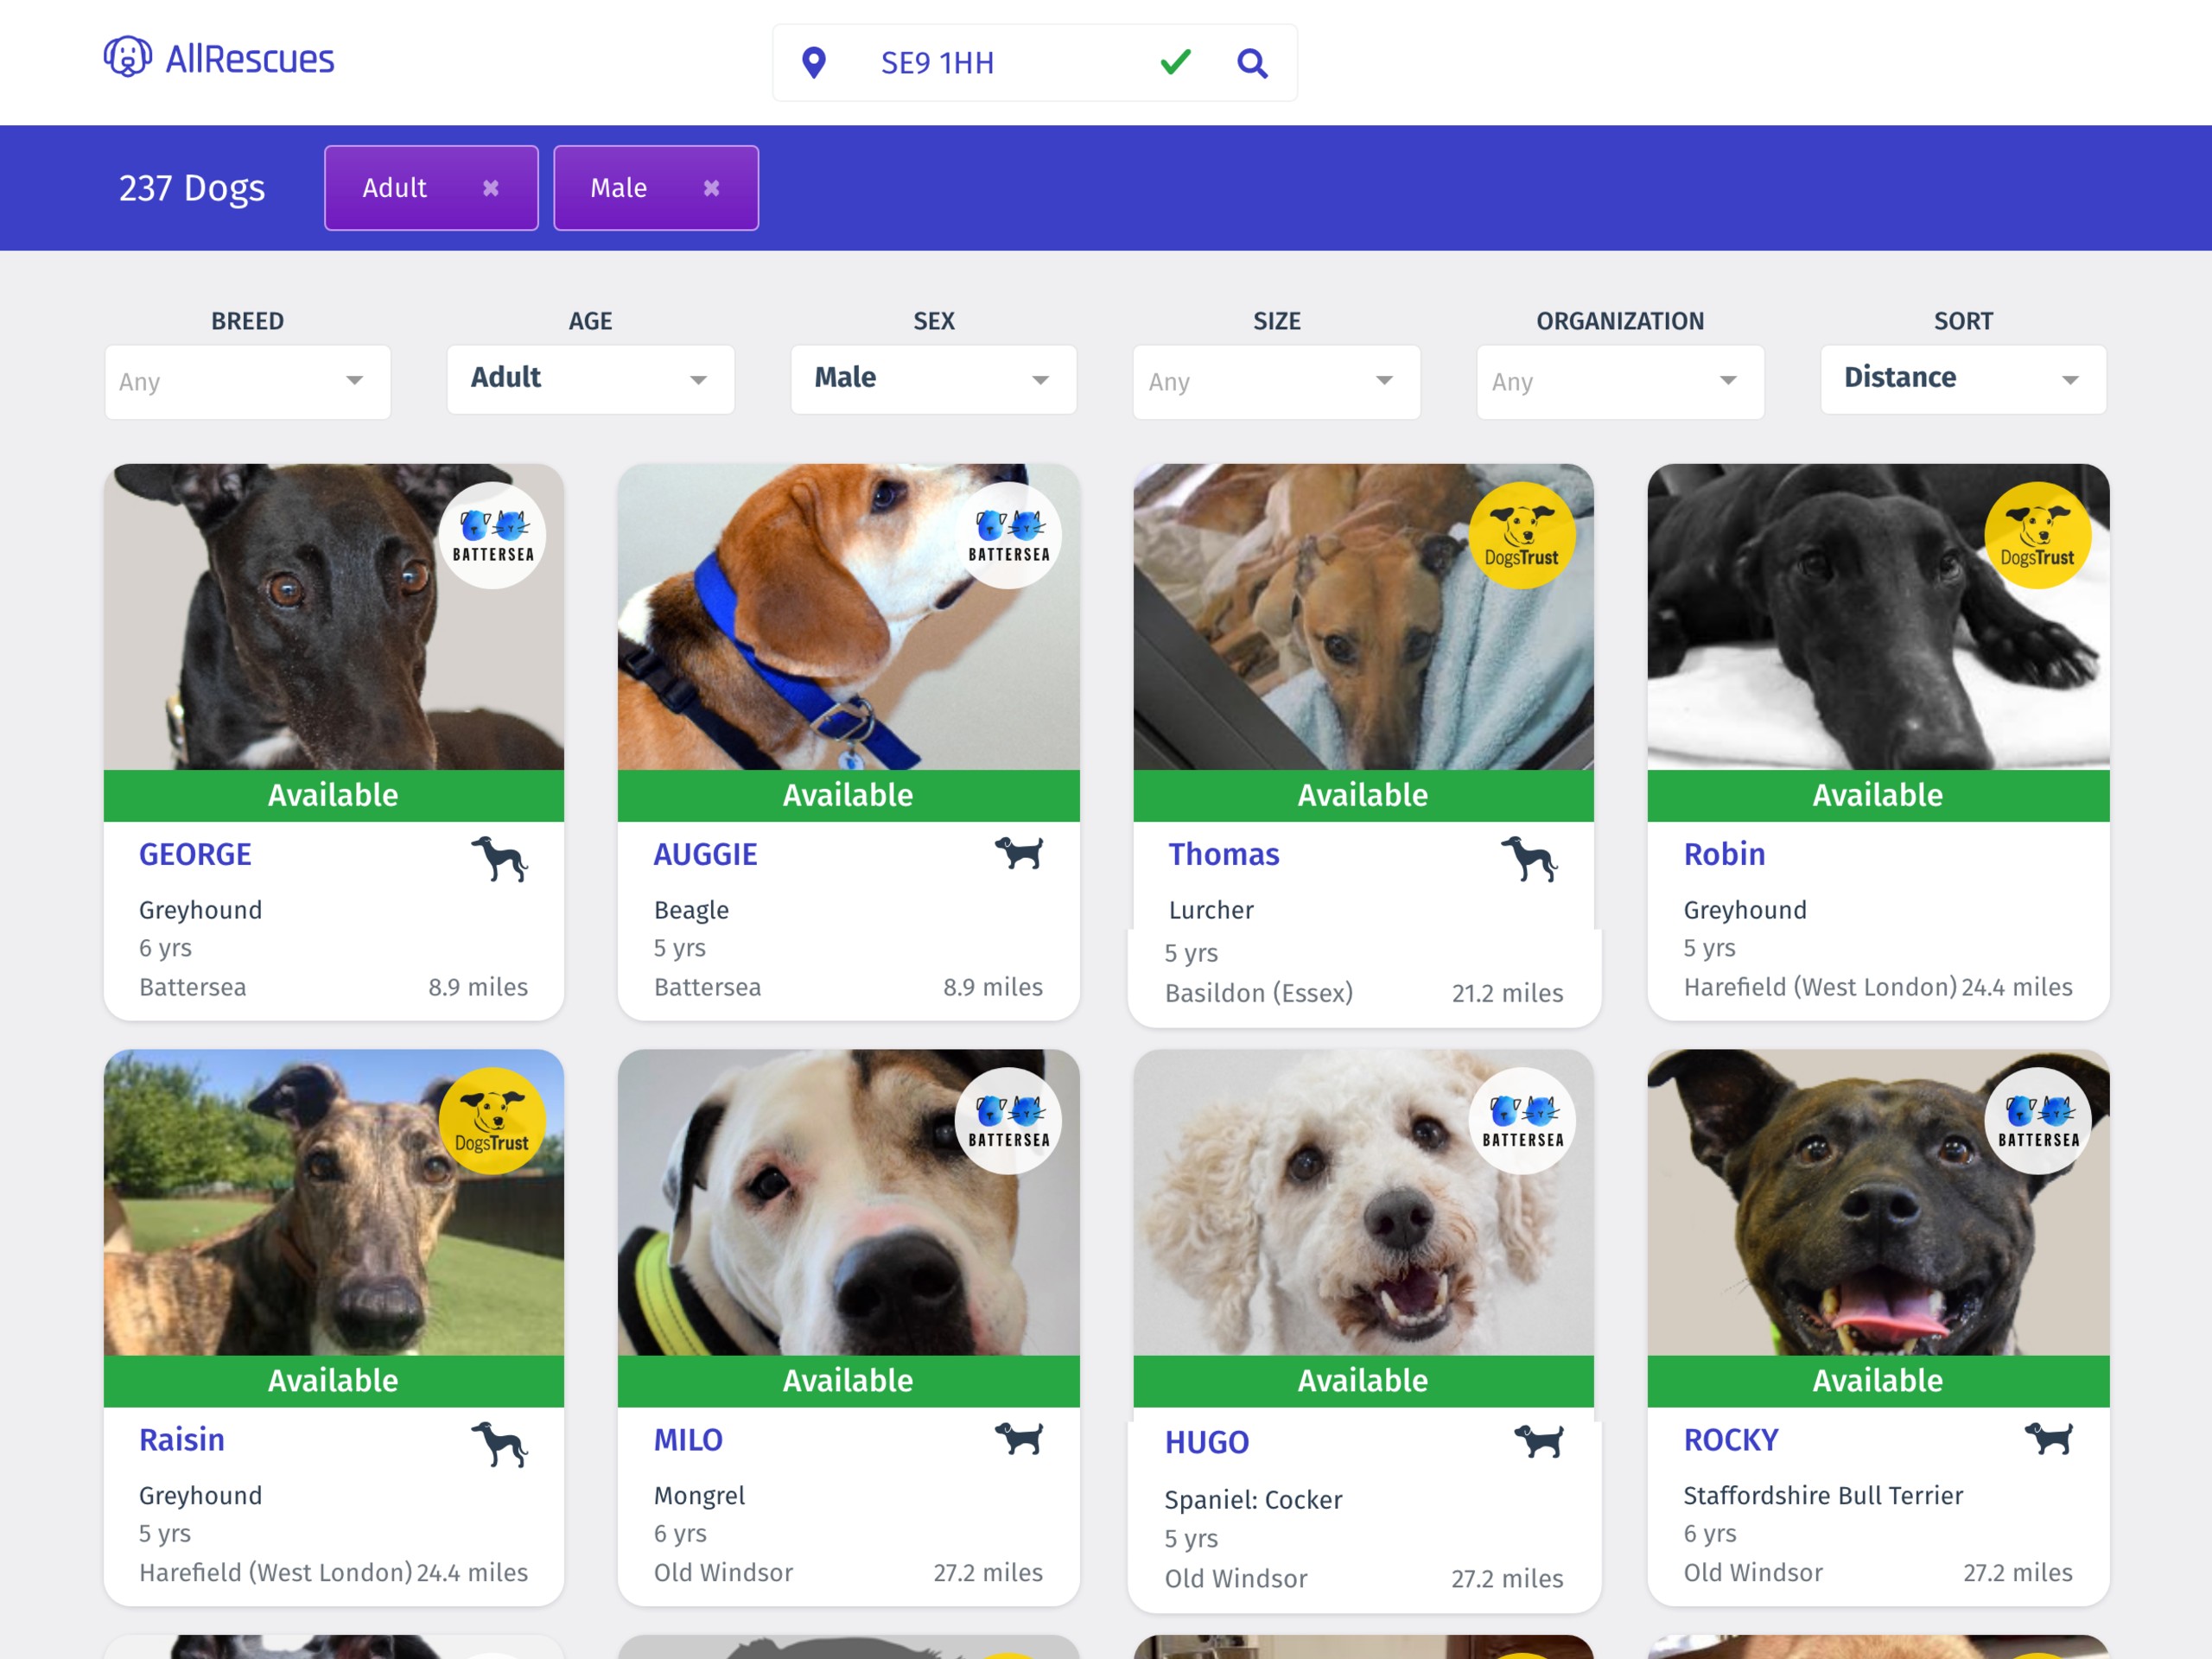 AllRescues
SE9 1HH
237 Dogs
Adult
Male
BREED
AGE
SEX
SIZE
ORGANIZATION
SORT
Any
Adult
Male
Any
Any
Distance
BATTERSEA
BATTERSEA
DogsTrust
DogsTrust
Available
Available
Available
Available
GEORGE
Greyhound
6 yrs
Battersea 8.9 miles
AUGGIE
Beagle
5 yrs
Battersea 8.9 miles
Thomas
Lurcher
5 yrs
Basildon (Essex) 21.2 miles
Robin
Greyhound
5 yrs
Harefield (West London) 24.4 miles
DogsTrust
BATTERSEA
BATTERSEA
BATTERSEA
Available
Available
Available
Available
Raisin
Greyhound
5 yrs
Harefield (West London) 24.4 miles
MILO
Mongrel
6 yrs
Old Windsor 27.2 miles
HUGO
Spaniel: Cocker
5 yrs
Old Windsor 27.2 miles
ROCKY
Staffordshire Bull Terrier
6 yrs
Old Windsor 27.2 miles